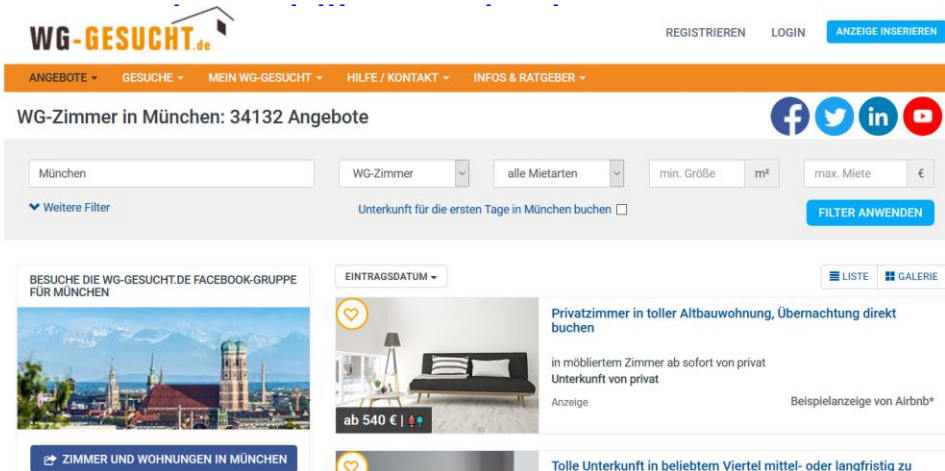 WG-GESUCHT.de
REGISTRIEREN LOGIN ANZEIGE INSERIEREN
ANGEBOTE GESUCHE MEIN WG-GESUCHT HILFE / KONTAKT INFOS & RATGEBER
WG-Zimmer in München: 34132 Angebote
München WG-Zimmer alle Mietarten min. Größe m² max. Miete €
Weitere Filter Unterkunft für die ersten Tage in München buchen FILTER ANWENDEN
EINTRAGSDATUM LISTE GALERIE
BESUCHE DIE WG-GESUCHT.DE FACEBOOK-GRUPPE
FÜR MÜNCHEN
ZIMMER UND WOHNUNGEN IN MÜNCHEN
Privatzimmer in toller Altbauwohnung, Übernachtung direkt
buchen
in möbliertem Zimmer ab sofort von privat
Unterkunft von privat
Anzeige Beispielanzeige von Airbnb*
ab 540 € |
Tolle Unterkunft in beliebtem Viertel mittel- oder langfristig zu